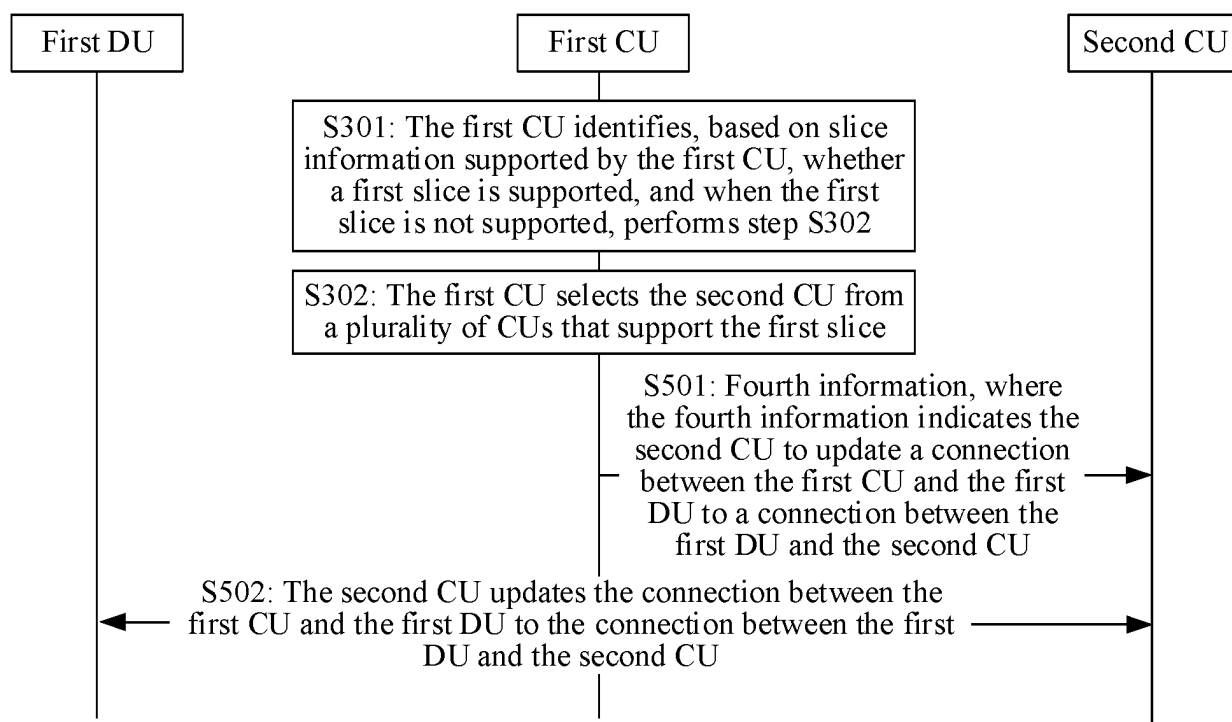 First DU
First CU
Second CU
S301: The first CU identifies, based on slice
information supported by the first CU, whether
a first slice is supported, and when the first
slice is not supported, performs step S302
S302: The first CU selects the second CU from
a plurality of CUs that support the first slice
S501: Fourth information, where
the fourth information indicates the
second CU to update a connection
between the first CU and the first
DU to a connection between the
first DU and the second CU
S502: The second CU updates the connection between the
first CU and the first DU to the connection between the first
DU and the second CU